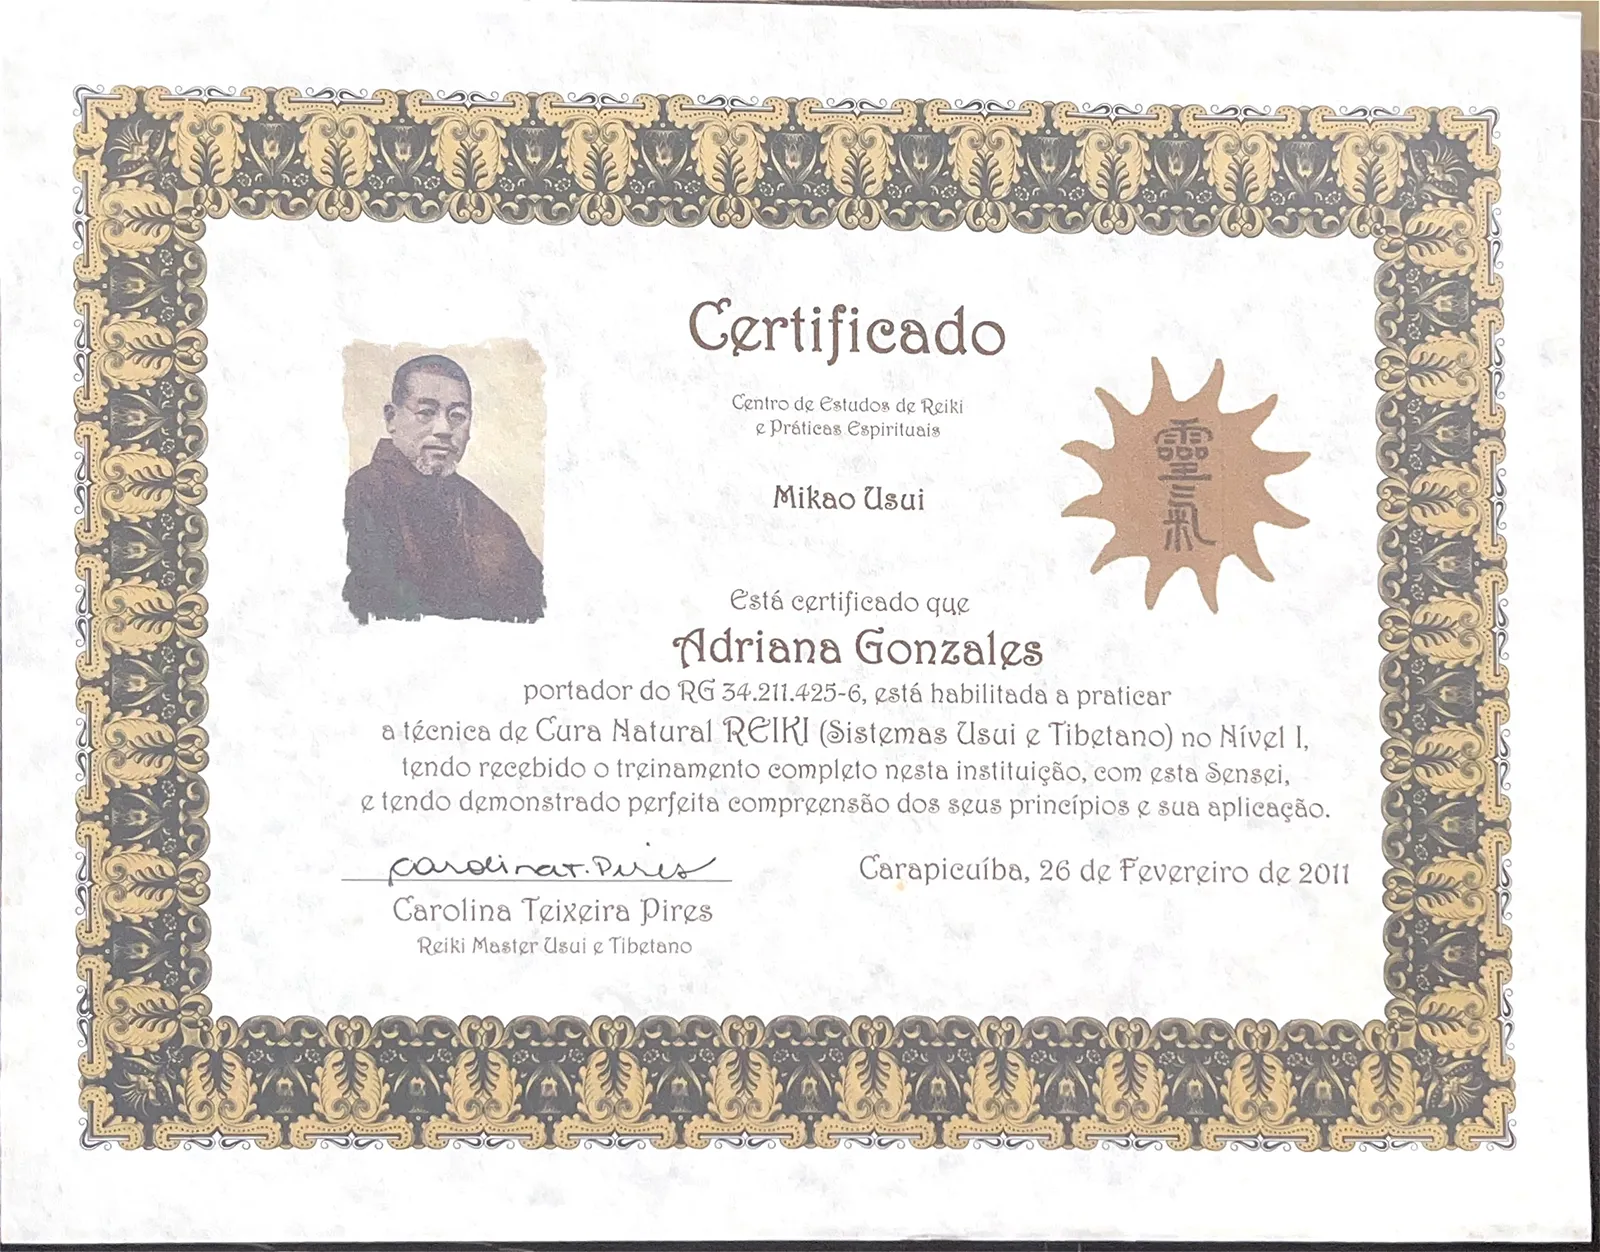 Certificado
Centro de Estudos de Reiki
e Práticas Espirituais
Mikao Usui
靈氣
Está certificado que
Adriana Gonzales
portador do RG 34.211.425-6, está habilitada a praticar
a técnica de Cura Natural REIKI (Sistemas Usui e Tibetano) no Nível I,
tendo recebido o treinamento completo nesta instituição, com esta Sensei,
e tendo demonstrado perfeita compreensão dos seus princípios e sua aplicação.
Carolina T. Pires
Carapicuíba, 26 de Fevereiro de 2011
Carolina Teixeira Pires
Reiki Master Usui e Tibetano